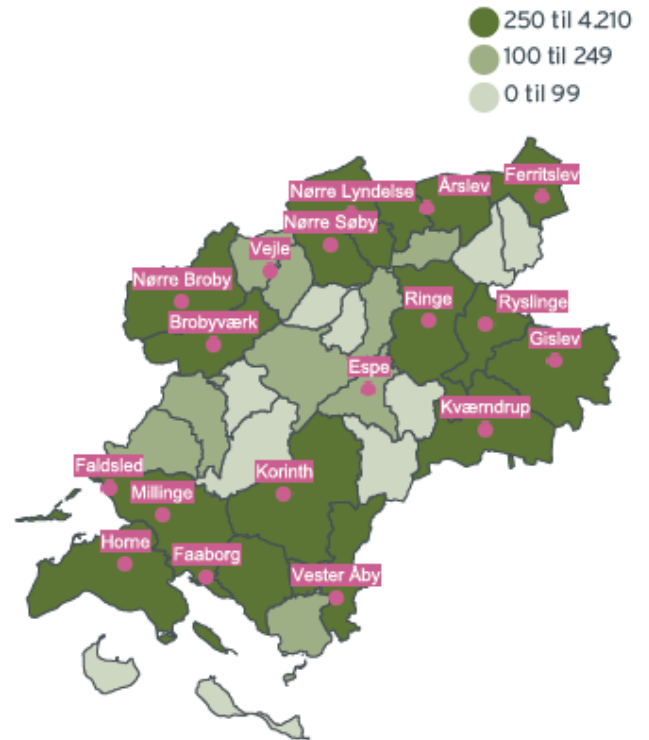 250 til 4.210
100 til 249
0 til 99
Ferritslev
Nørre Lyndelse
Årslev
Nørre Søby
Vejle
Nørre Broby
Ringe
Ryslinge
Brobyværk
Gislev
Espe
Kværndrup
Faldsled
Korinth
Millinge
Horne
Faaborg
Vester Åby